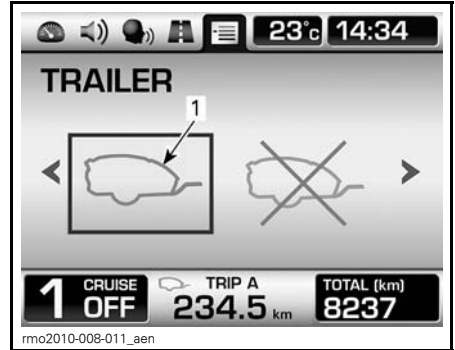 23°c 14:34
TRAILER
1
1 CRUISE OFF TRIP A 234.5 km TOTAL (km) 8237
rmo2010-008-011_aen